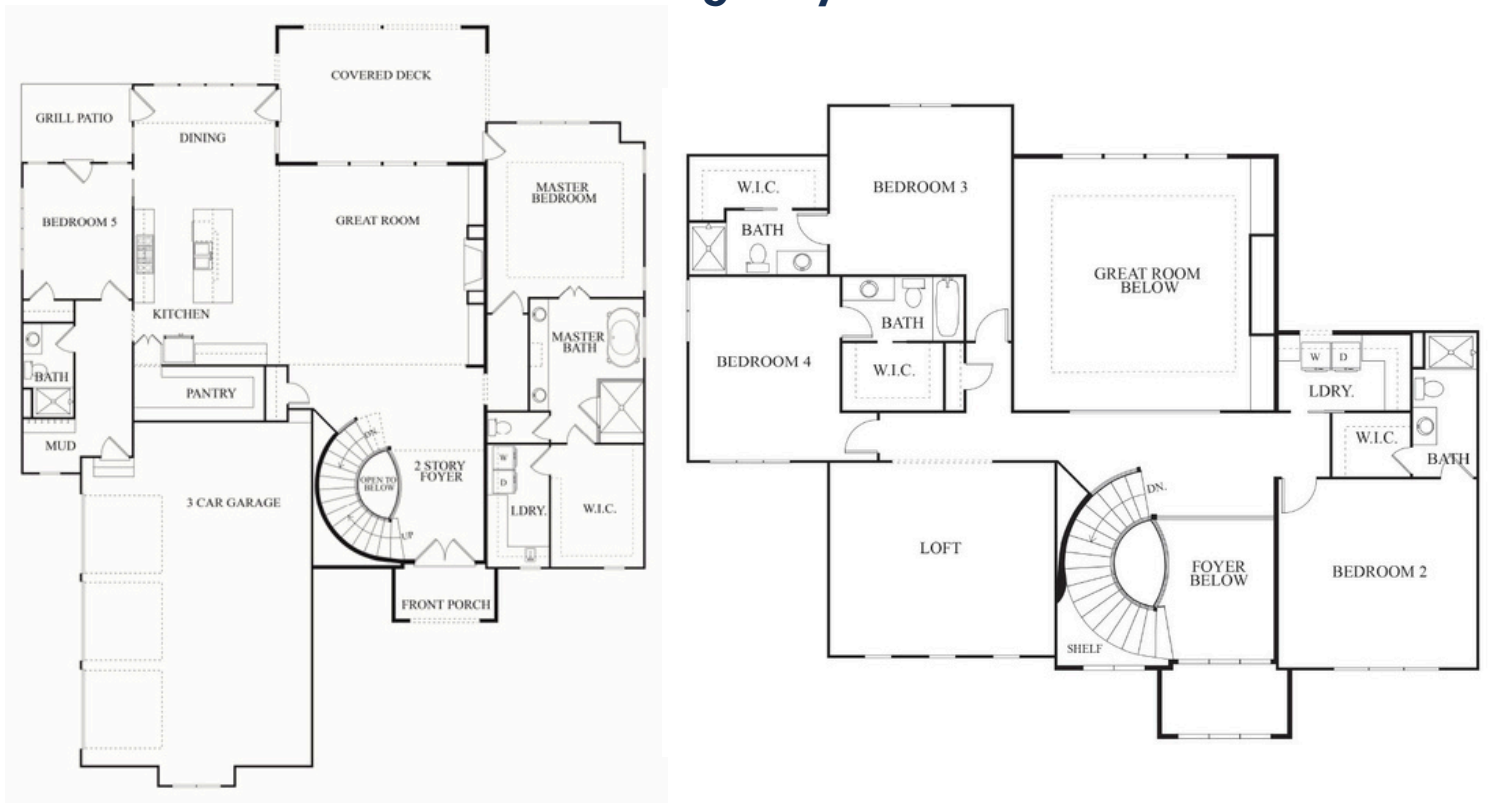 COVERED DECK
GRILL PATIO
DINING
MASTER
BEDROOM
BEDROOM 5
GREAT ROOM
KITCHEN
MASTER
BATH
BATH
PANTRY
MUD
DN.
2 STORY
FOYER
OPEN TO
BELOW
UP
W
D
LDRY.
W.I.C.
3 CAR GARAGE
FRONT PORCH
W.I.C.
BEDROOM 3
BATH
GREAT ROOM
BELOW
BATH
BEDROOM 4
W.I.C.
W D
LDRY.
W.I.C.
BATH
DN.
LOFT
FOYER
BELOW
BEDROOM 2
SHELF